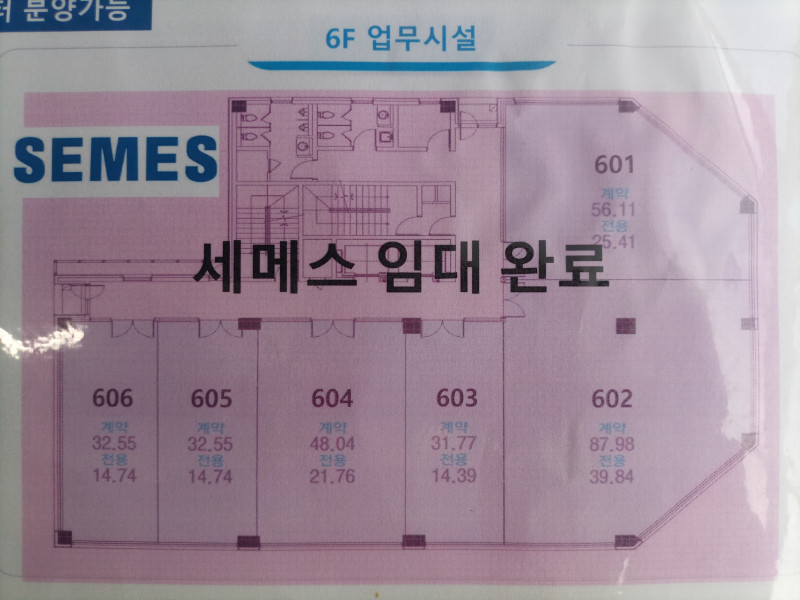 터 분양가능
6F 업무시설
SEMES
601
계약
56.11
전용
25.41
세메스 임대 완료
606
계약
32.55
전용
14.74
605
계약
32.55
전용
14.74
604
계약
48.04
전용
21.76
603
계약
31.77
전용
14.39
602
계약
87.98
전용
39.84